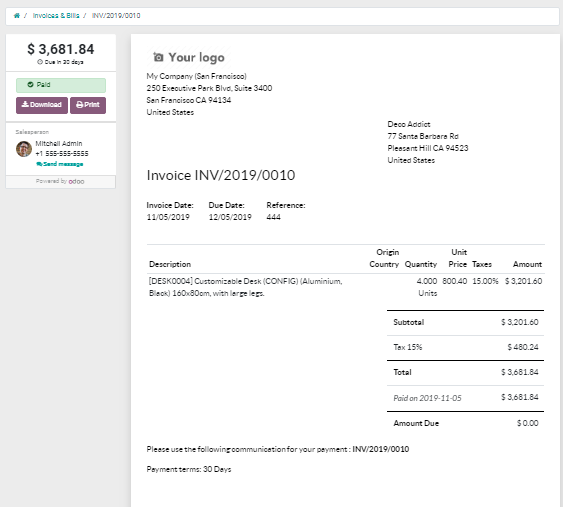 / Invoices & Bills / INV/2019/0010
$ 3,681.84
Due in 30 days
Paid
Download Print
Salesperson
Mitchell Admin
+1 555-555-5555
Send message
Powered by odoo
Your logo
My Company (San Francisco)
250 Executive Park Blvd, Suite 3400
San Francisco CA 94134
United States
Deco Addict
77 Santa Barbara Rd
Pleasant Hill CA 94523
United States
Invoice INV/2019/0010
Invoice Date: Due Date: Reference:
11/05/2019 12/05/2019 444
Origin Unit
Description Country Quantity Price Taxes Amount
[DESK0004] Customizable Desk (CONFIG) (Aluminium, 4.000 800.40 15.00% $ 3,201.60
Black) 160x80cm, with large legs. Units
Subtotal $ 3,201.60
Tax 15% $ 480.24
Total $ 3,681.84
Paid on 2019-11-05 $ 3,681.84
Amount Due $ 0.00
Please use the following communication for your payment : INV/2019/0010
Payment terms: 30 Days